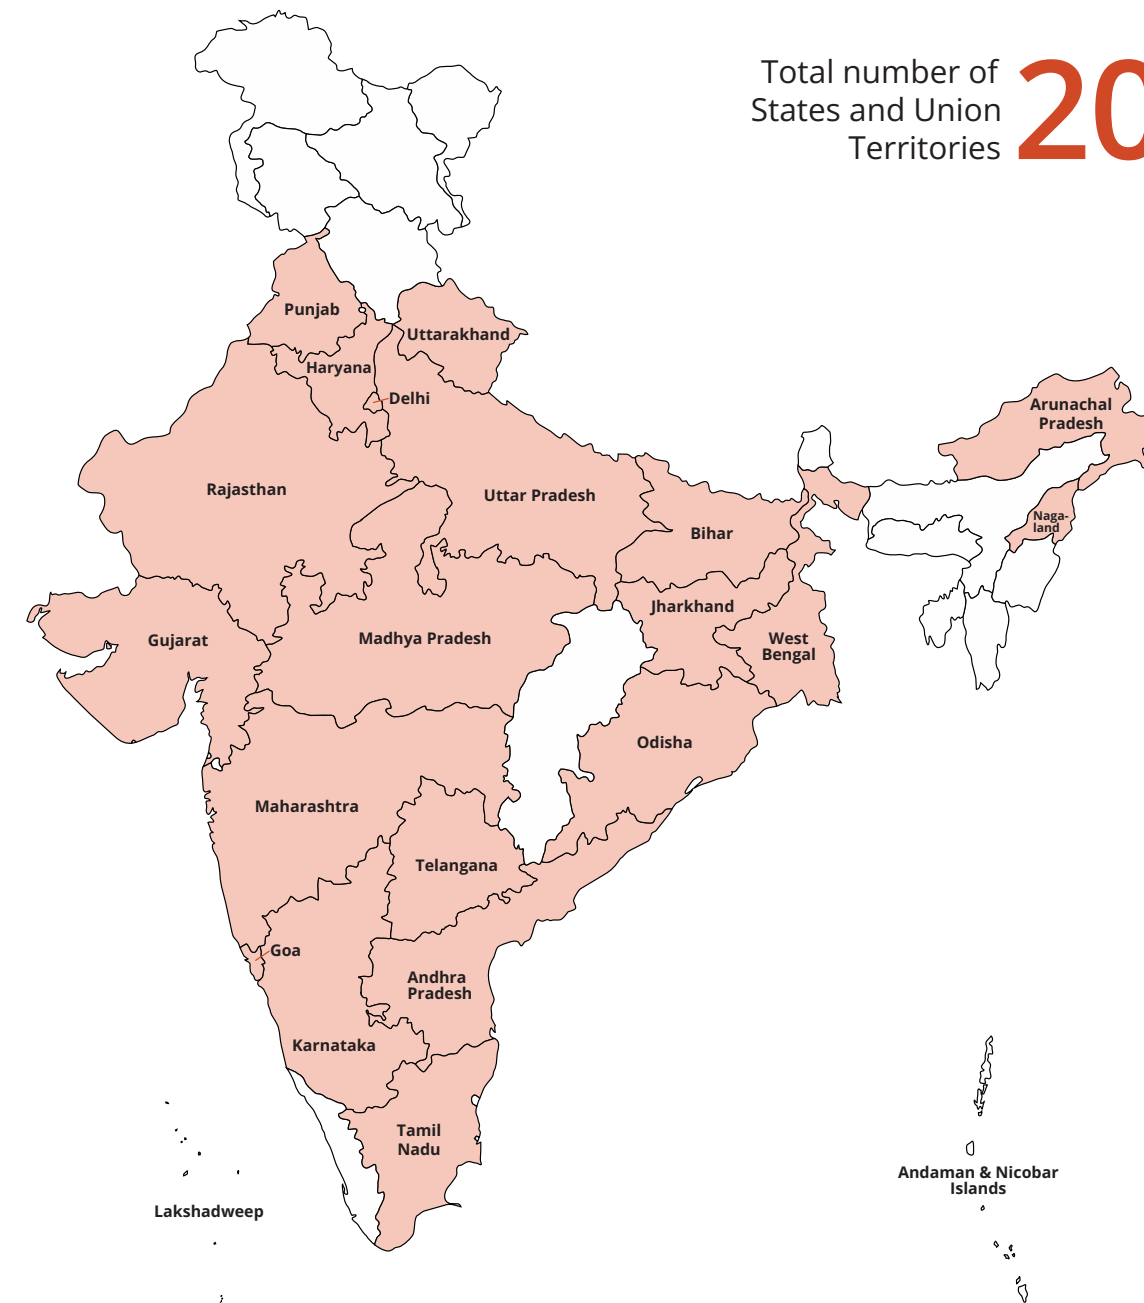 Total number of
States and Union
Territories
20
Punjab
Uttarakhand
Haryana
Delhi
Arunachal
Pradesh
Rajasthan
Uttar Pradesh
Naga-
land
Bihar
Jharkhand
Gujarat
Madhya Pradesh
West
Bengal
Odisha
Maharashtra
Telangana
Goa
Andhra
Pradesh
Karnataka
Tamil
Nadu
Andaman & Nicobar
Islands
Lakshadweep